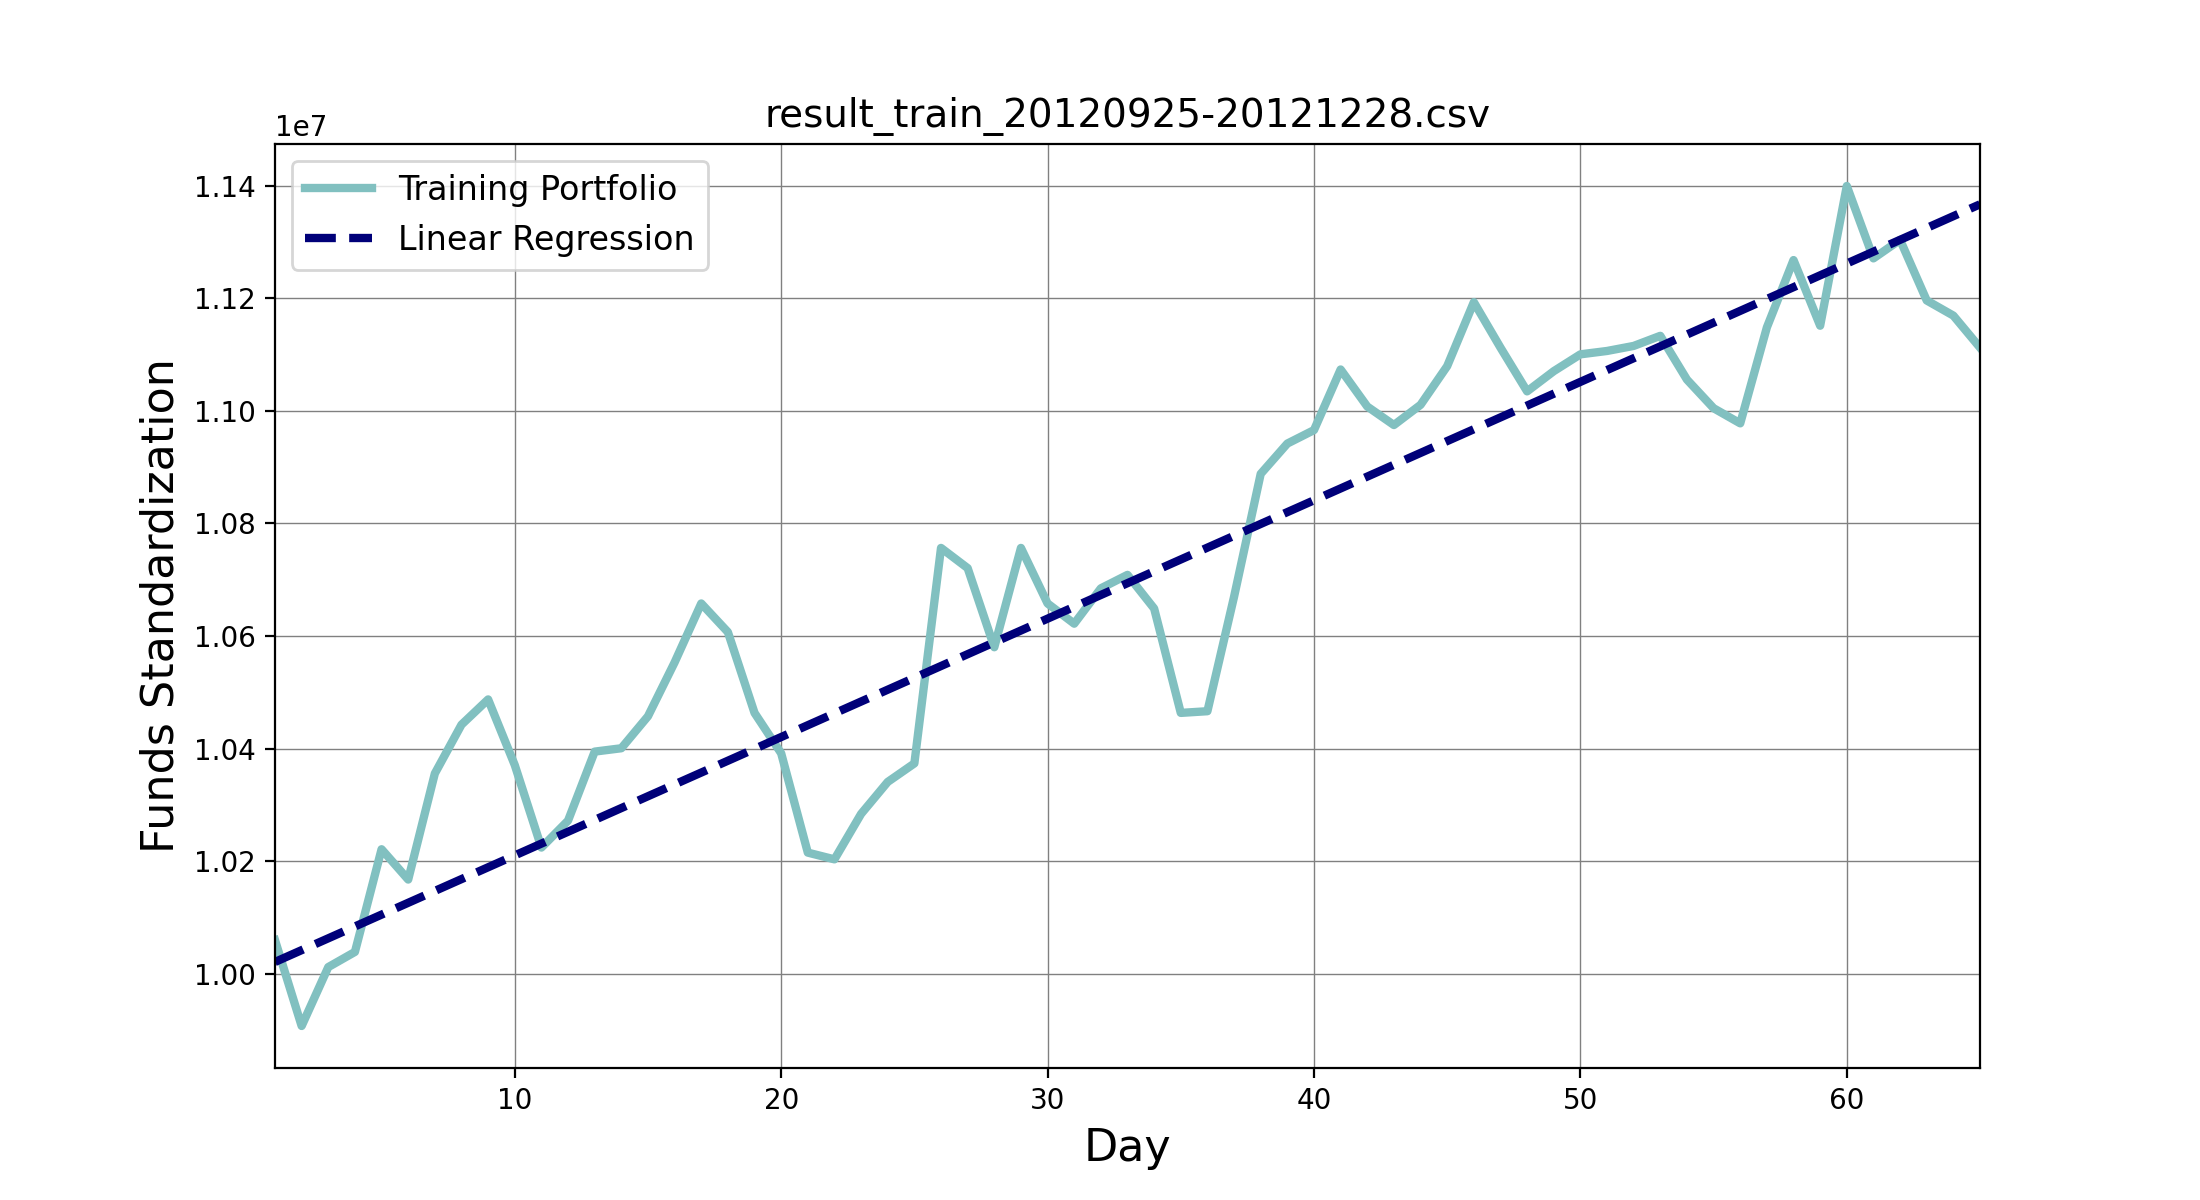 result_train_20120925-20121228.csv
1e7
Training Portfolio
Linear Regression
1.14
1.12
1.10
1.08
1.06
1.04
1.02
1.00
Funds Standardization
10 20 30 40 50 60
Day